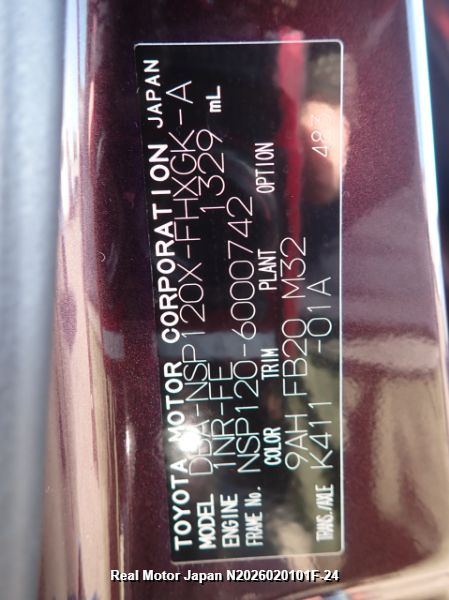 TOYOTA MOTOR CORPORATION JAPAN
MODEL DBA-NSP120X-FHXGK-A
ENGINE 1NR-FE 1329 mL
FRAME No. NSP120-6000742
COLOR TRIM PLANT OPTION
9AH FB20 M32
TRANS./AXLE K411 -01A 483
Real Motor Japan N2026020101F-24